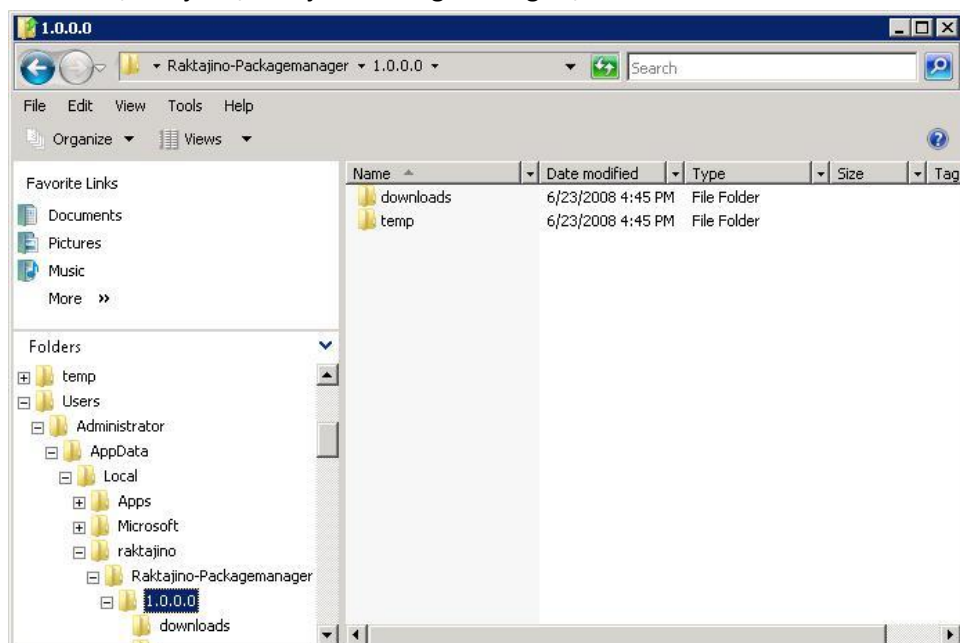 1.0.0.0
Raktajino-Packagemanager 1.0.0.0 Search
File Edit View Tools Help
Organize Views
Favorite Links
Documents
Pictures
Music
More »
Folders
temp
Users
Administrator
AppData
Local
Apps
Microsoft
raktajino
Raktajino-Packagemanager
1.0.0.0
downloads
Name Date modified Type Size Tag
downloads 6/23/2008 4:45 PM File Folder
temp 6/23/2008 4:45 PM File Folder